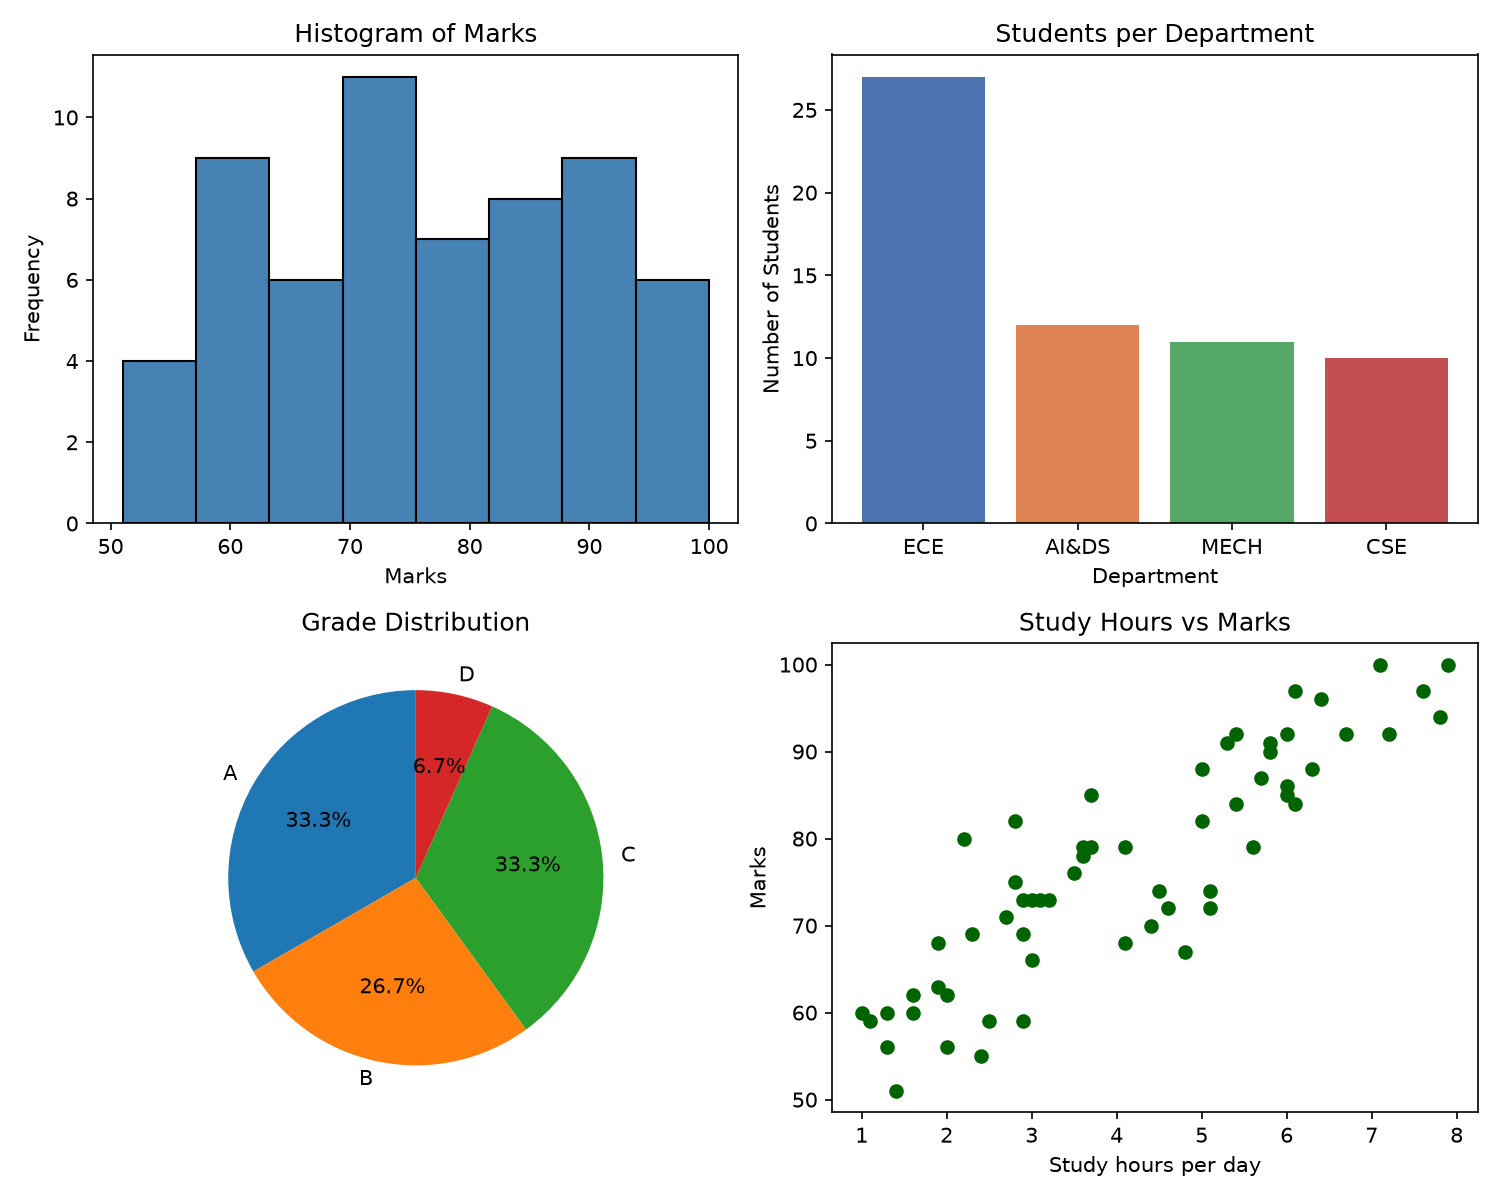 Histogram of Marks
Frequency
10
8
6
4
2
0
50 60 70 80 90 100
Marks
Students per Department
Number of Students
25
20
15
10
5
0
ECE AI&DS MECH CSE
Department
Grade Distribution
D
A
6.7%
33.3%
C
33.3%
26.7%
B
Study Hours vs Marks
Marks
100
90
80
70
60
50
1 2 3 4 5 6 7 8
Study hours per day